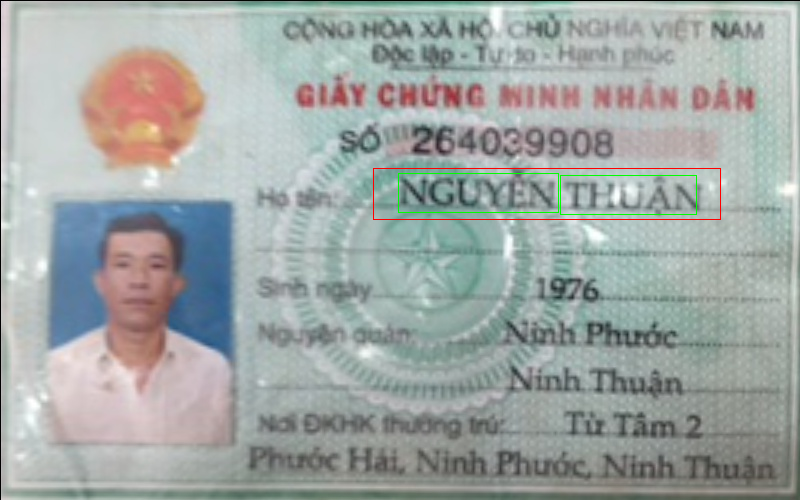 CỘNG HÒA XÃ HỘI CHỦ NGHĨA VIỆT NAM
Độc lập - Tự do - Hạnh phúc
GIẤY CHỨNG MINH NHÂN DÂN
SỐ 264039908
Họ tên: NGUYỄN THUẬN
Sinh ngày 1976
Nguyên quán: Ninh Phước
Ninh Thuận
Nơi ĐKHK thường trú: Từ Tâm 2
Phước Hải, Ninh Phước, Ninh Thuận